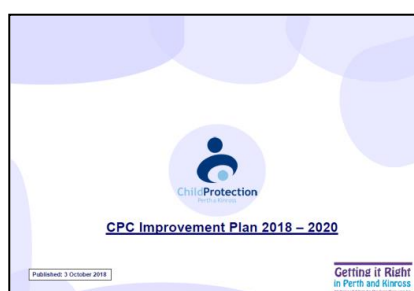 ChildProtection
Perth & Kinross
CPC Improvement Plan 2018 – 2020
Published: 3 October 2018
Getting it Right
in Perth and Kinross